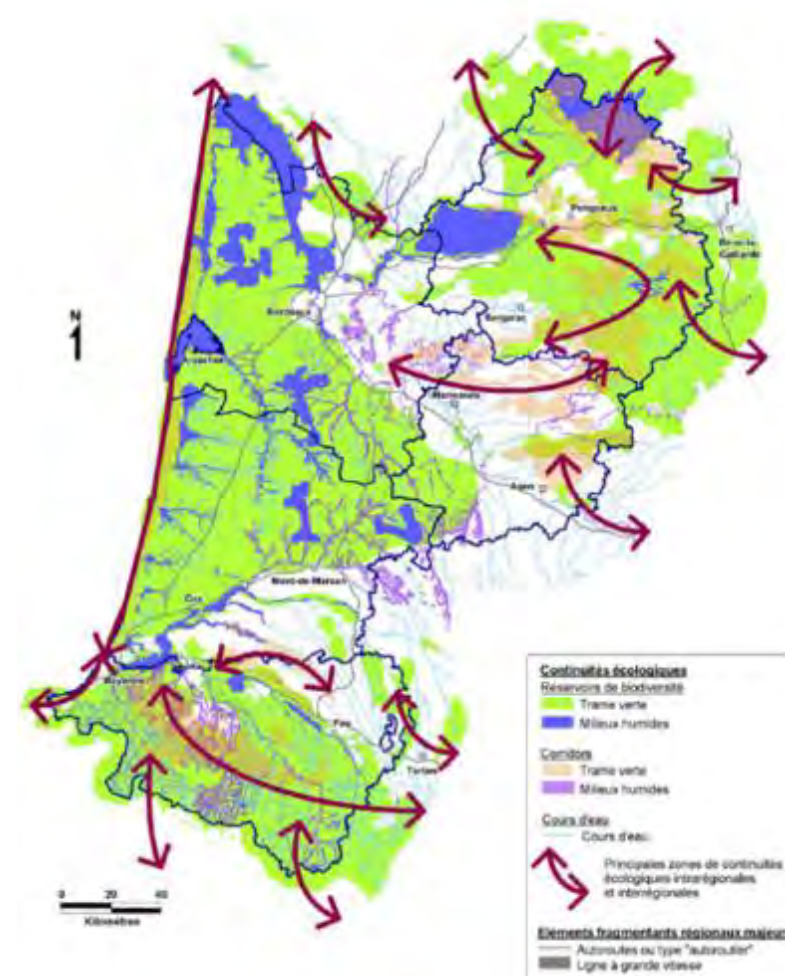 Périgueux
Brive-la-
Gaillarde
N
Bordeaux
Bergerac
Arcachon
Marmande
Agen
Mont-de-Marsan
Dax
Bayonne
Pau
Tarbes
0 20 40
Kilomètres
Continuités écologiques
Réservoirs de biodiversité
Trame verte
Milieux humides
Corridors
Trame verte
Milieux humides
Cours d'eau
Cours d'eau
Principales zones de continuités
écologiques intrarégionales
et interrégionales
Eléments fragmentants régionaux majeurs
Autoroutes ou type "autoroutier"
Ligne à grande vitesse